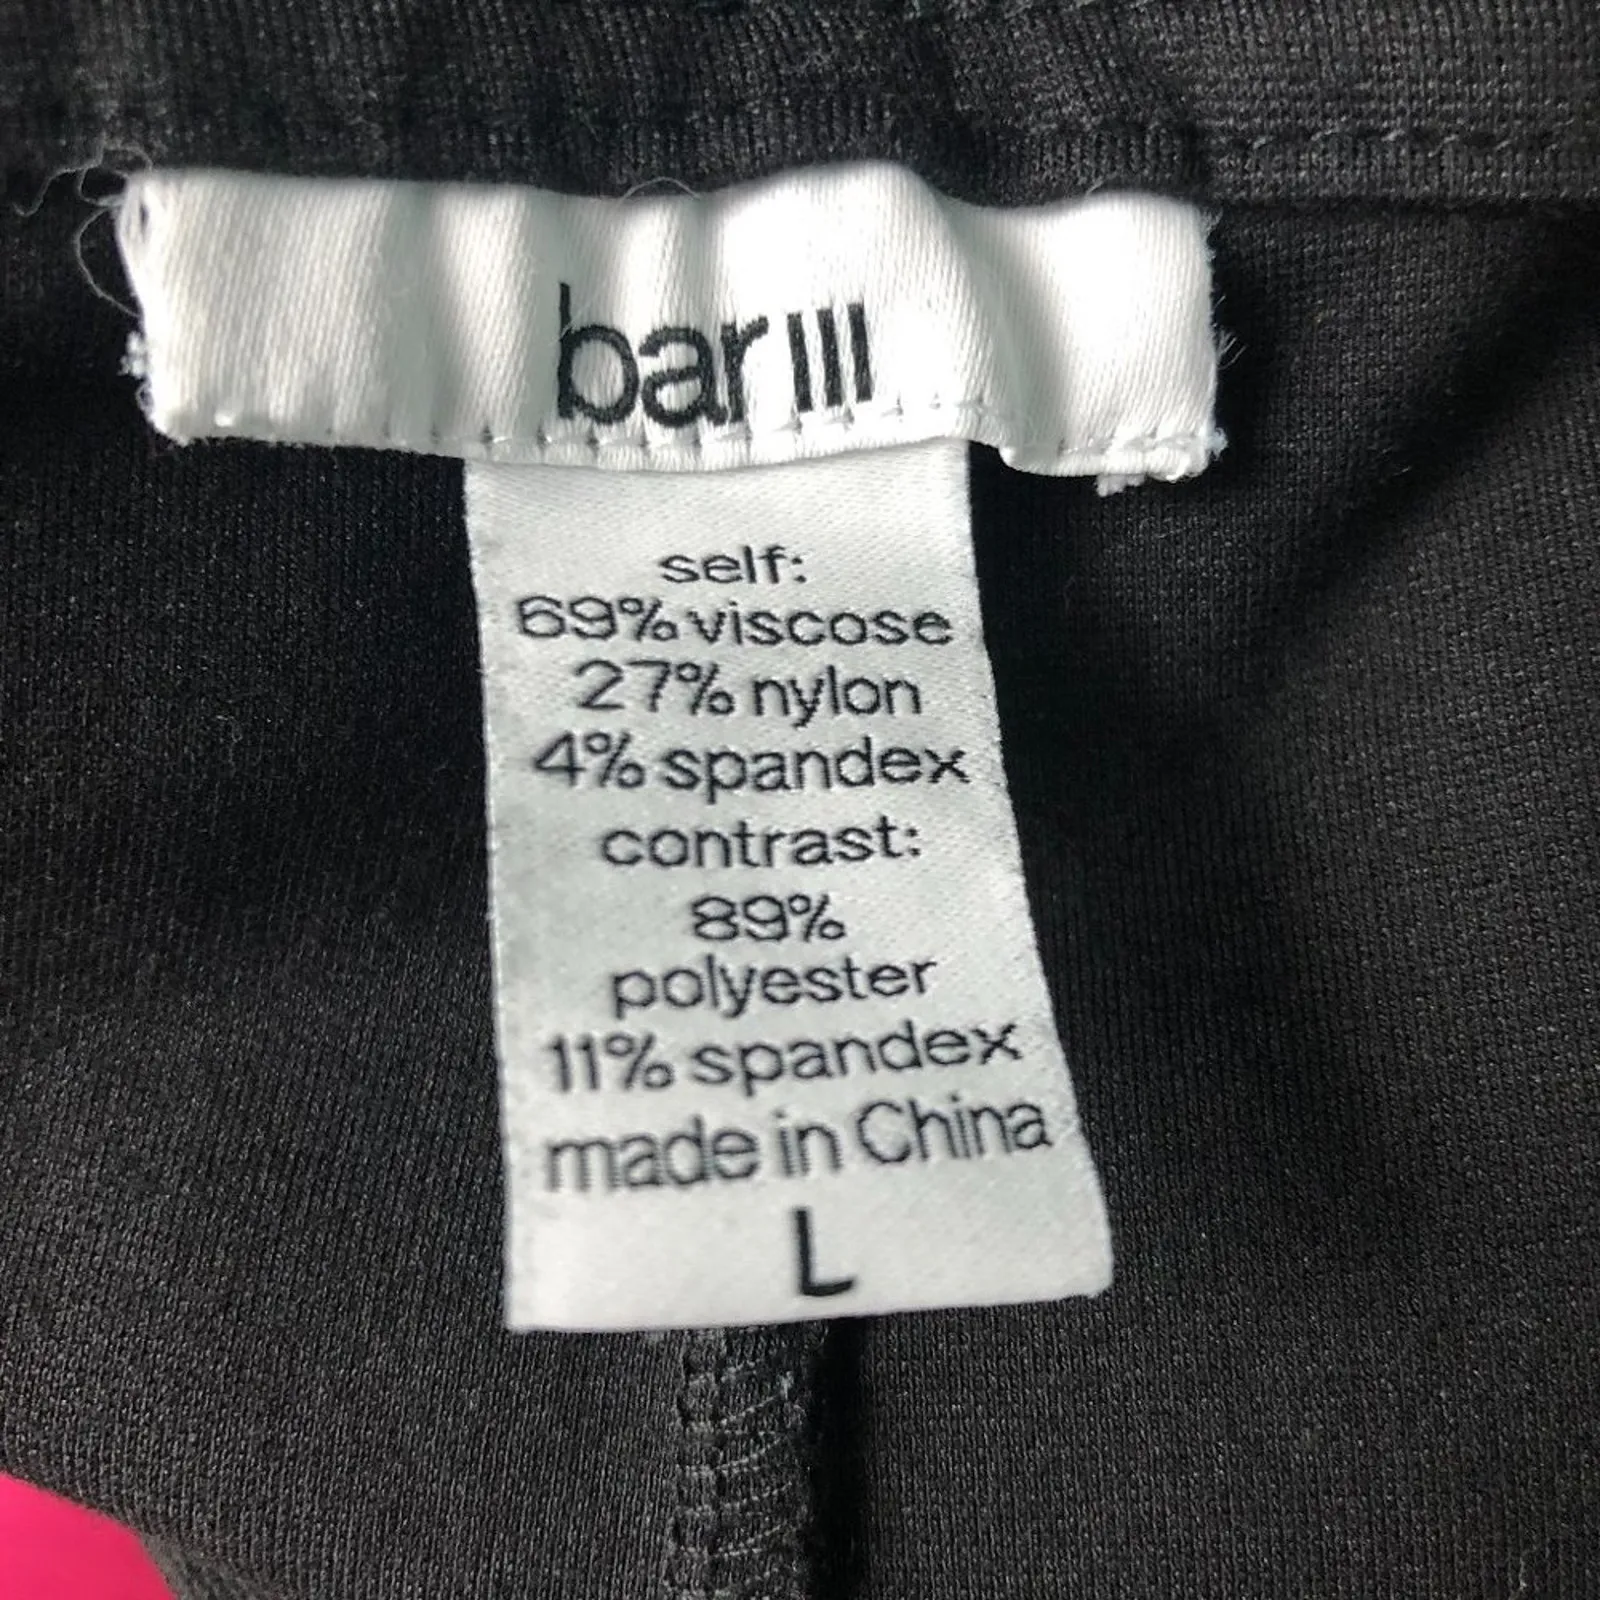 bar III
self:
69% viscose
27% nylon
4% spandex
contrast:
89%
polyester
11% spandex
made in China
L